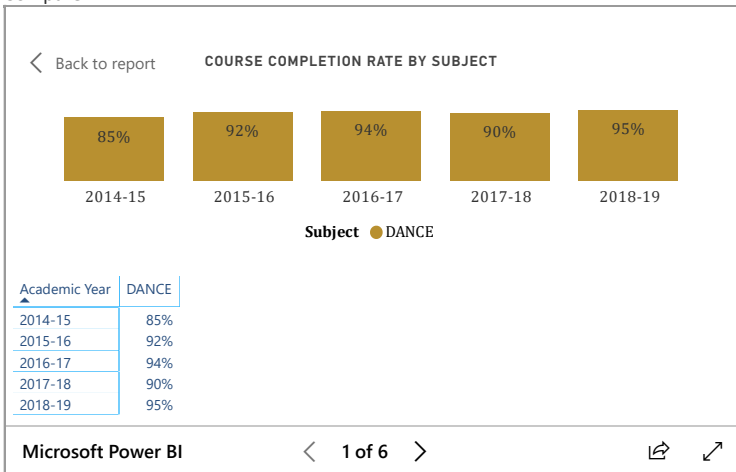 Back to report
COURSE COMPLETION RATE BY SUBJECT
85% 92% 94% 90% 95%
2014-15 2015-16 2016-17 2017-18 2018-19
Subject DANCE
Academic Year DANCE
2014-15 85%
2015-16 92%
2016-17 94%
2017-18 90%
2018-19 95%
Microsoft Power BI 1 of 6